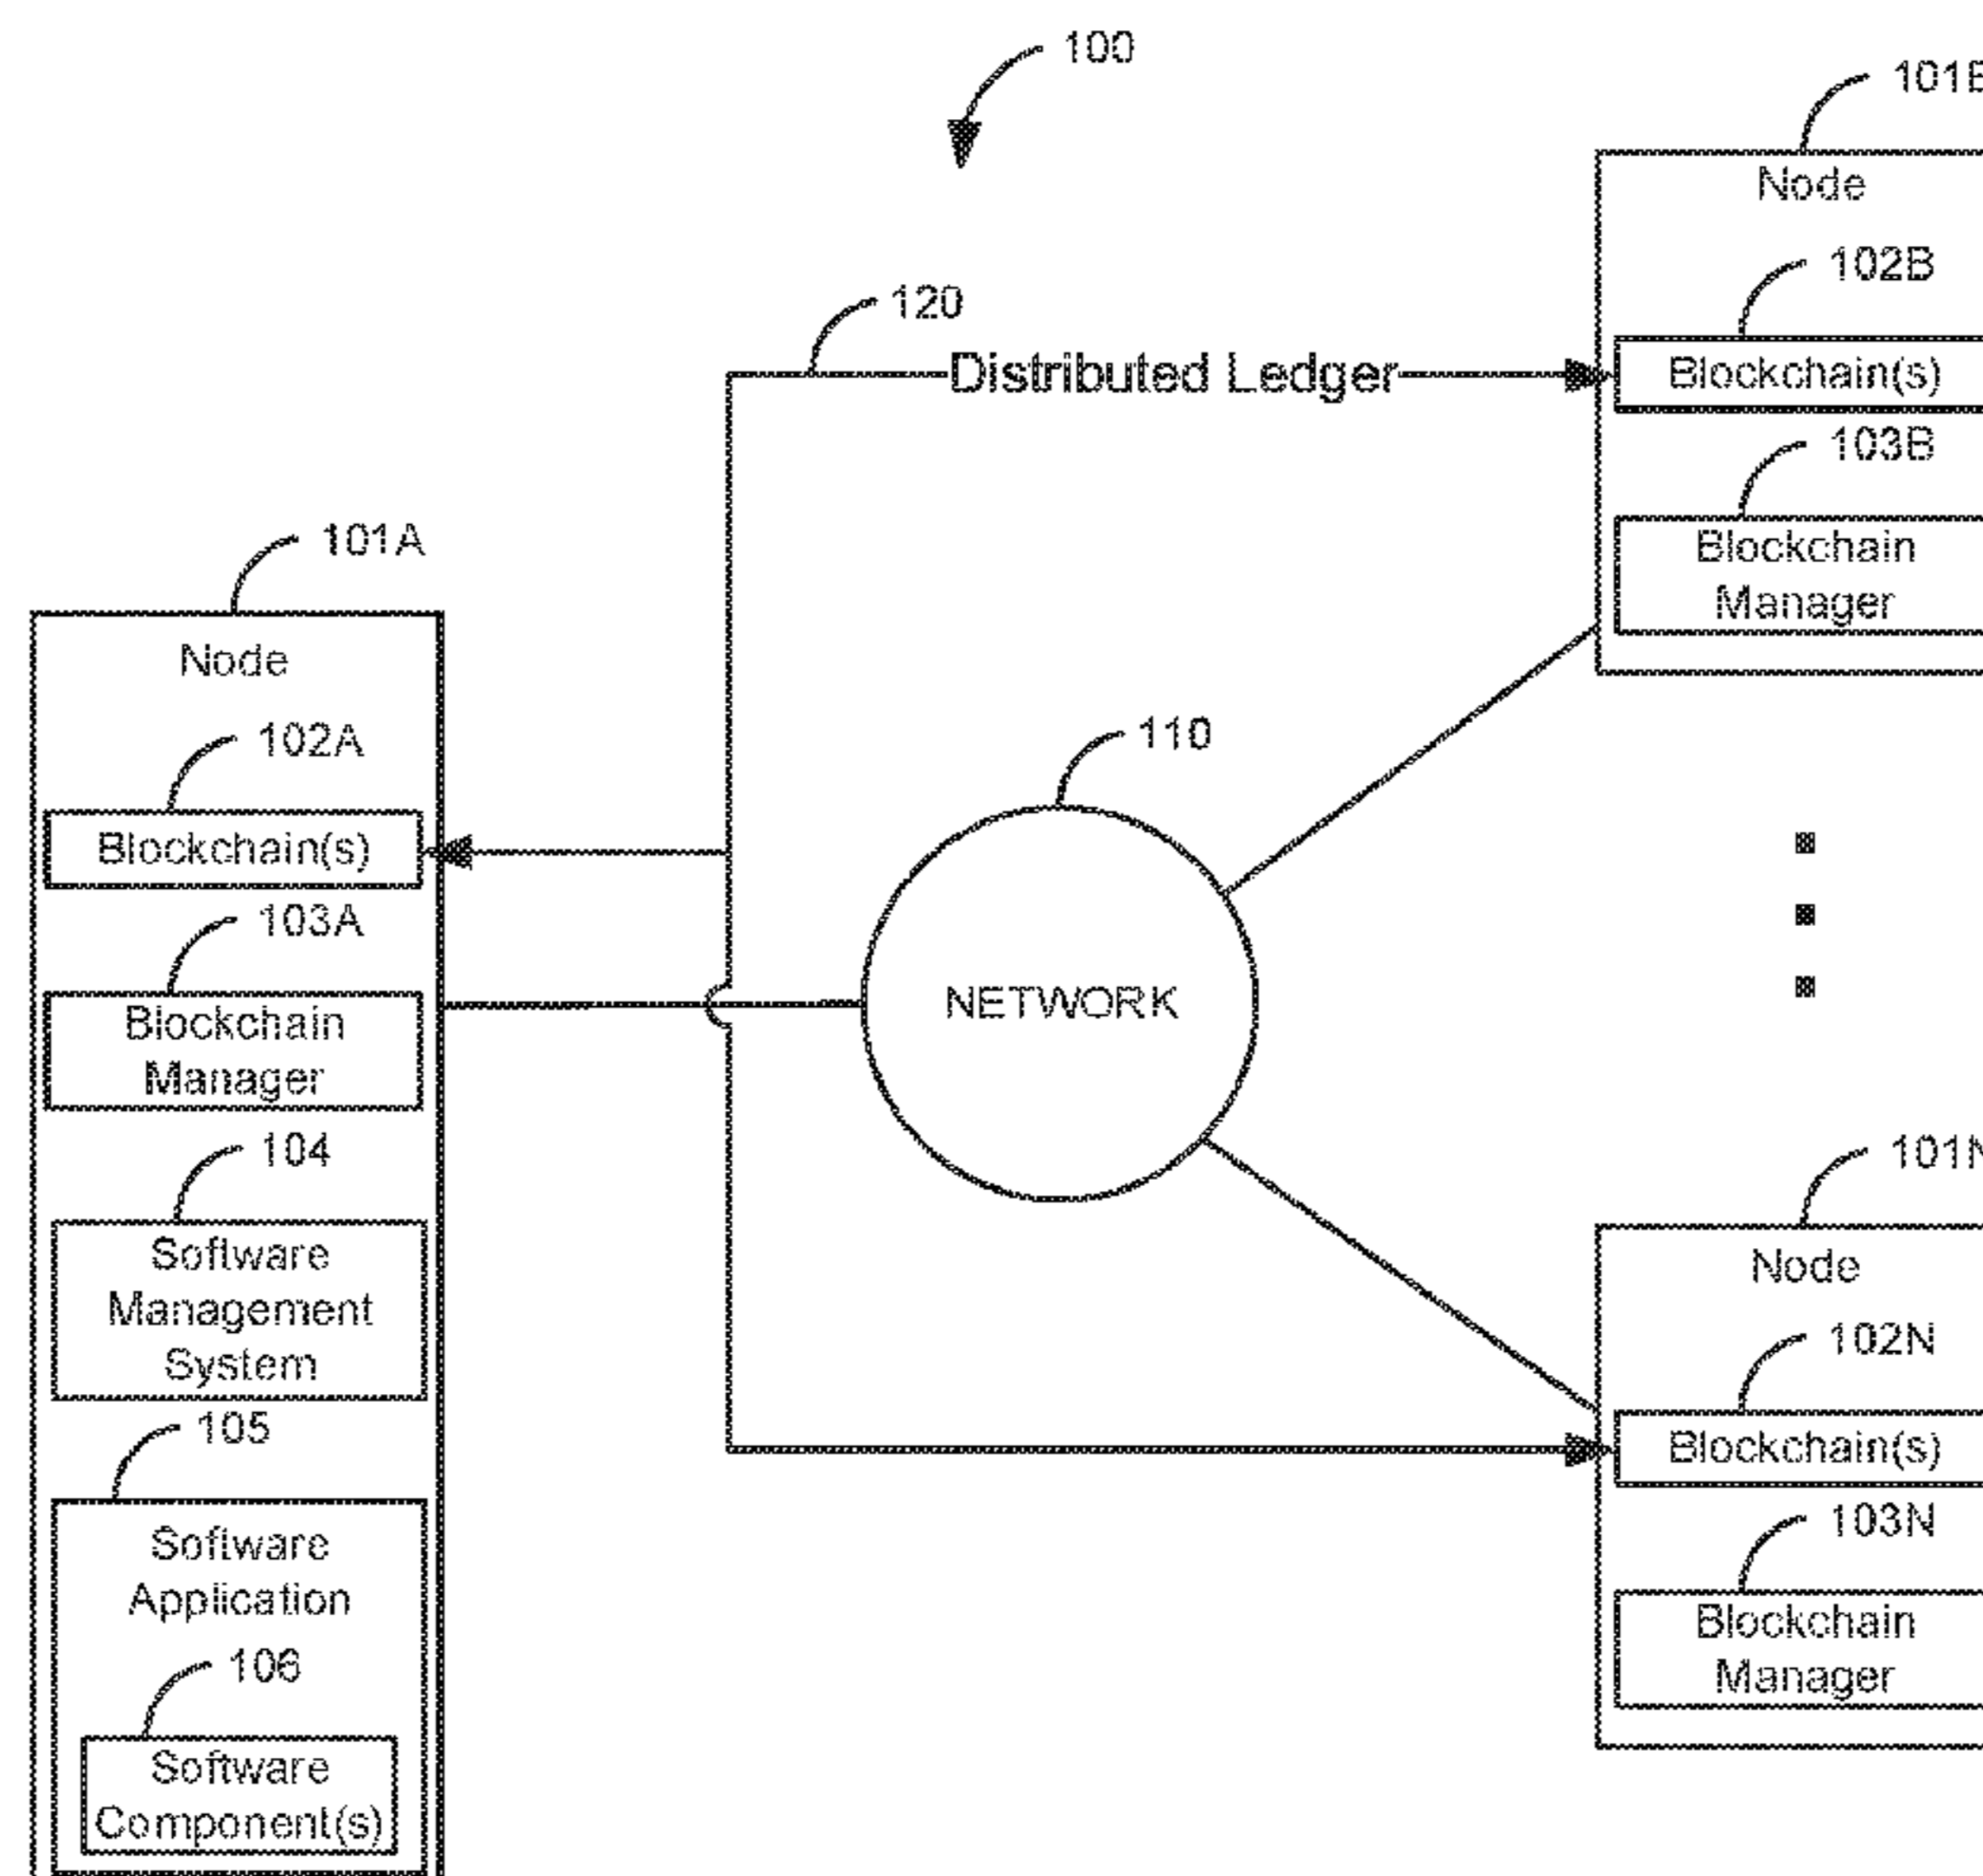 100
101B
Node
102B
120
Distributed Ledger
Blockchain(s)
103B
Blockchain
Manager
101A
Node
102A
110
Blockchain(s)
103A
NETWORK
Blockchain
Manager
104
Software
Management
System
105
Software
Application
106
Software
Component(s)
101N
Node
102N
Blockchain(s)
103N
Blockchain
Manager